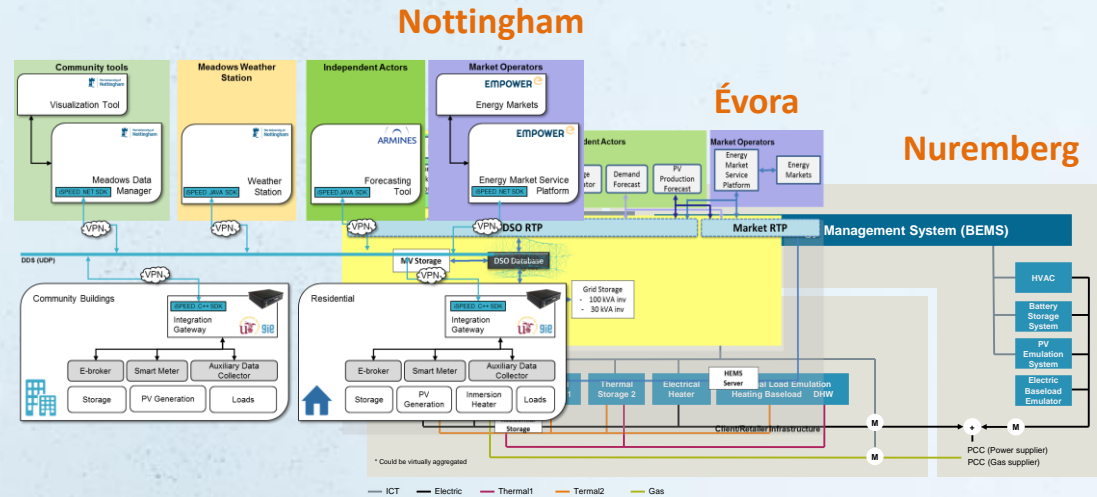 Nottingham
Évora
Nuremberg
Community tools
Visualization Tool
Meadows Data
Manager
iSPEED .NET SDK
Meadows Weather
Station
Weather
Station
iSPEED JAVA SDK
Independent Actors
ARMINES
Forecasting
Tool
iSPEED JAVA SDK
Market Operators
EMPOWER
Energy Markets
EMPOWER
Energy Market Service
Platform
iSPEED .NET SDK
VPN
VPN
VPN
VPN
DDS (UDP)
VPN
VPN
Community Buildings
iSPEED C++ SDK
Integration
Gateway
gie
E-broker
Smart Meter
Auxiliary Data
Collector
Storage
PV Generation
Loads
Residential
iSPEED C++ SDK
Integration
Gateway
gie
E-broker
Smart Meter
Auxiliary Data
Collector
Storage
PV
Generation
Inmersion
Heater
Loads
Actors
Demand
Forecast
PV
Production
Forecast
Market Operators
Energy
Market
Service
Platform
Energy
Markets
DSO RTP
Market RTP
MV Storage
DSO Database
Grid Storage
- 100 kVA inv
- 30 kVA inv
HEMS
Server
Storage
Client/Retailer Infrastructure
Management System (BEMS)
HVAC
Battery
Storage
System
PV
Emulation
System
Electric
Baseload
Emulator
Thermal
Storage 2
Electrical
Heater
Load Emulation
Heating Baseload DHW
M
+
M
M
PCC (Power supplier)
PCC (Gas supplier)
* Could be virtually aggregated
ICT
Electric
Thermal1
Termal2
Gas